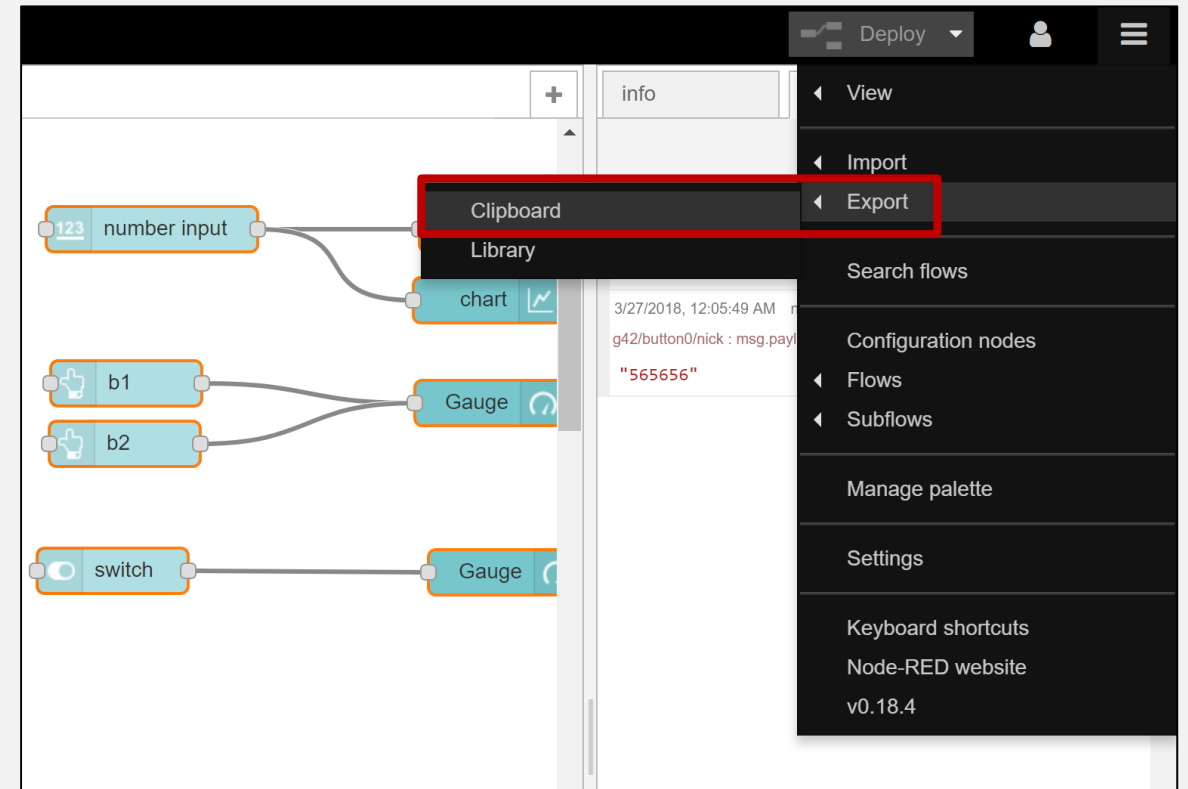 Deploy
info
View
Import
Export
Clipboard
Library
Search flows
Configuration nodes
Flows
Subflows
Manage palette
Settings
Keyboard shortcuts
Node-RED website
v0.18.4
123 number input
chart
b1
b2
Gauge
switch
Gauge
3/27/2018, 12:05:49 AM
g42/button0/nick : msg.payl
"565656"